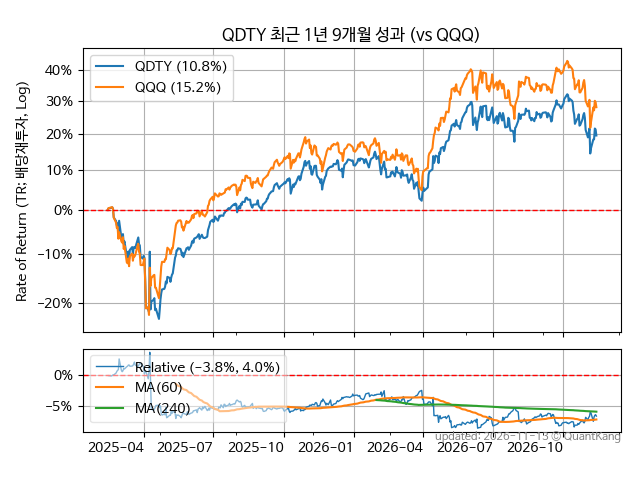 QDTY 최근 1년 9개월 성과 (vs QQQ)
QDTY (10.8%)
QQQ (15.2%)
Rate of Return (TR: 배당재투자, Log)
40%
30%
20%
10%
0%
−10%
−20%
Relative (−3.8%, 4.0%)
MA(60)
MA(240)
0%
−5%
2025−04 2025−07 2025−10 2026−01 2026−04 2026−07 2026−10
updated: 2026−11−13 © QuantKang